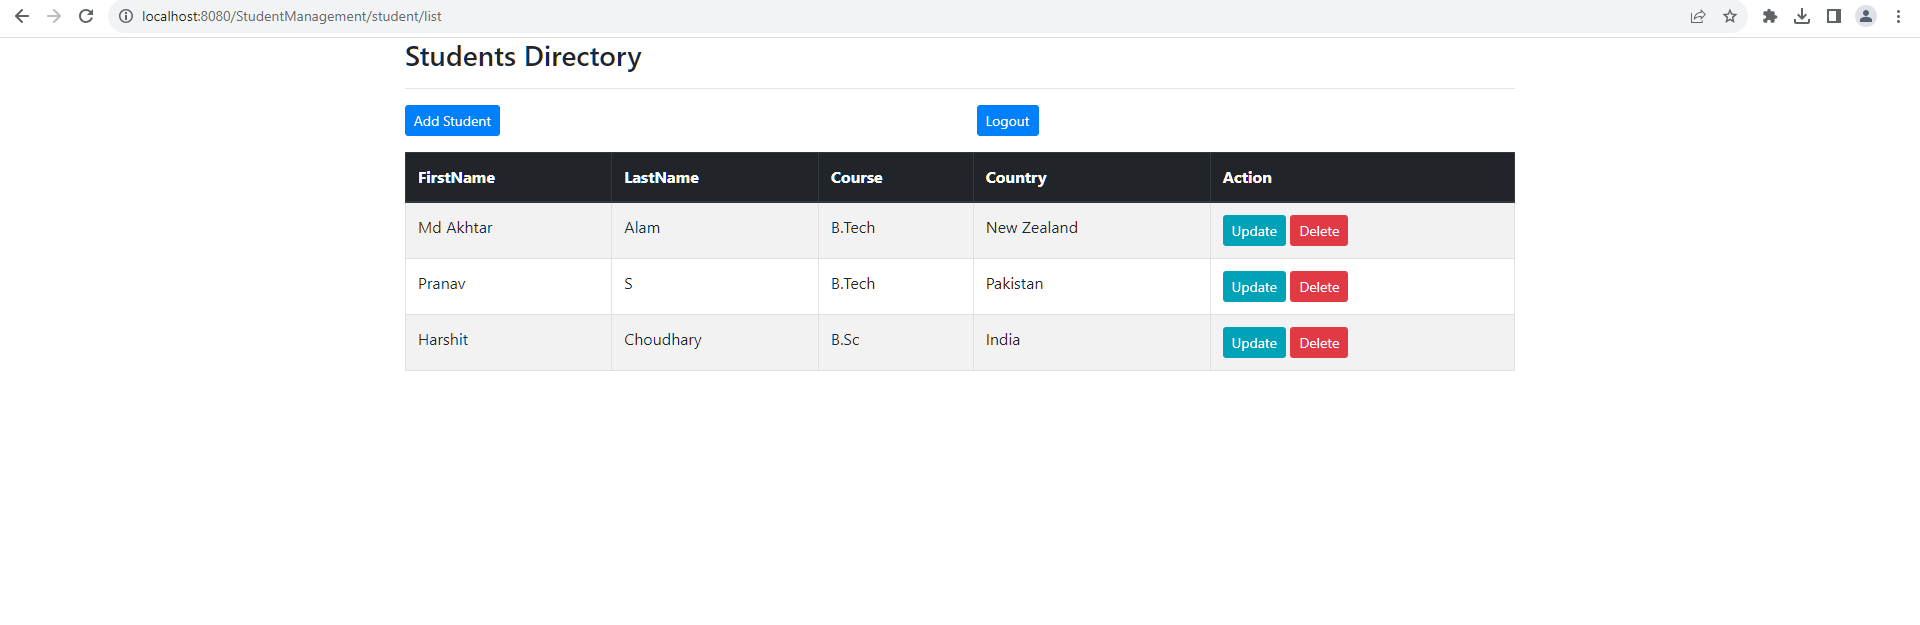 localhost:8080/StudentManagement/student/list
Students Directory
Add Student Logout
FirstName LastName Course Country Action
Md Akhtar Alam B.Tech New Zealand Update Delete
Pranav S B.Tech Pakistan Update Delete
Harshit Choudhary B.Sc India Update Delete